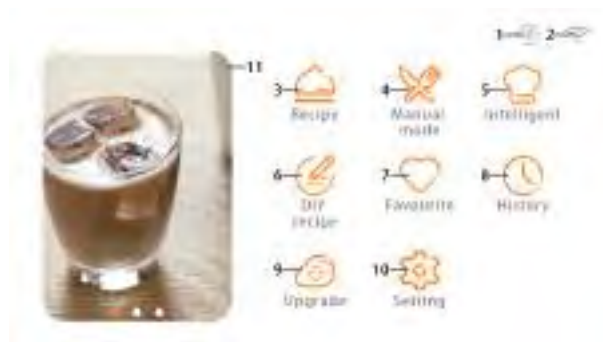 1 2
11
3 4 5
Recipy Manual Intelligent
mode
6 7 8
DIY Favourite History
recipe
9 10
Upgrade Setting